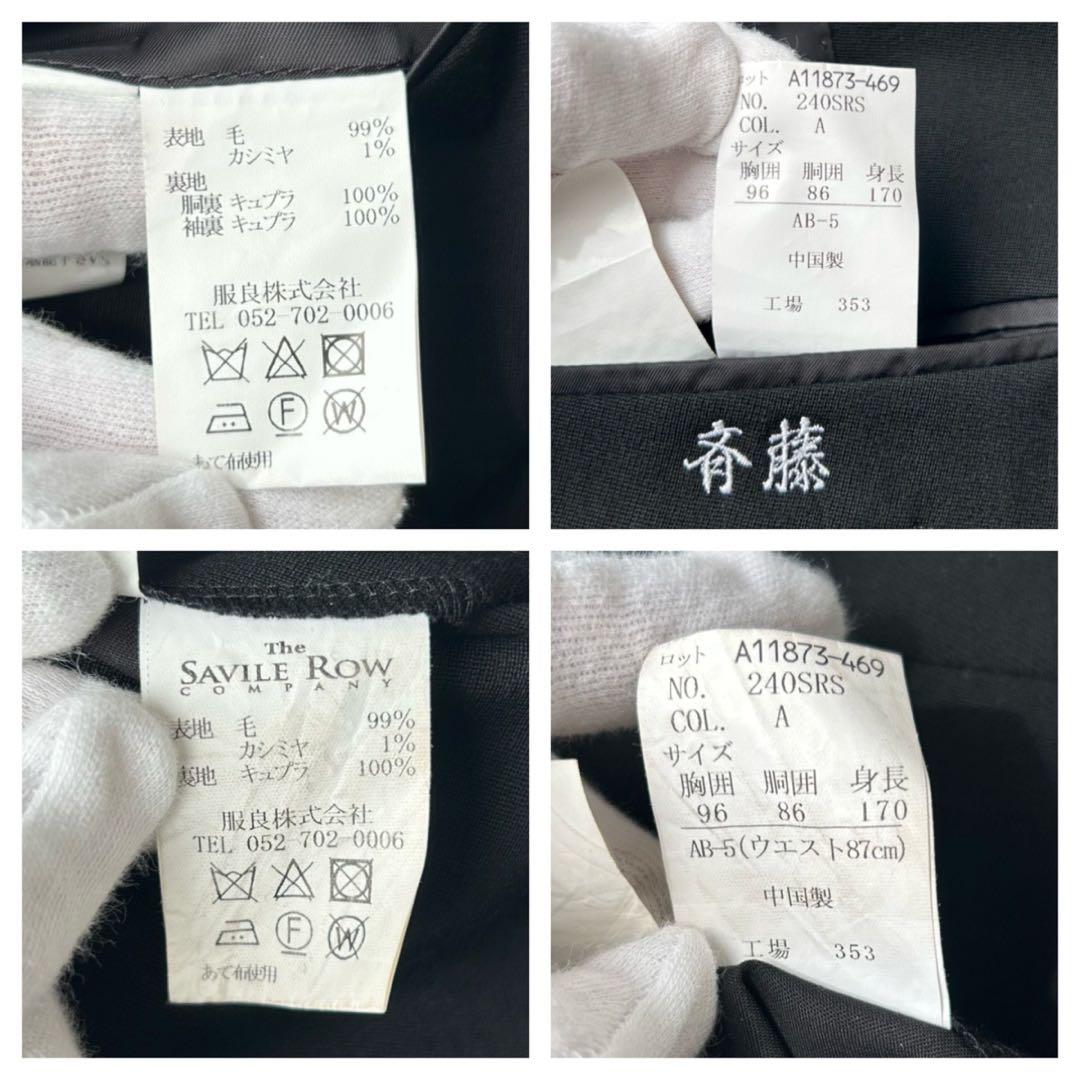 表地 毛 99%
カシミヤ 1%
裏地
胴裏 キュプラ 100%
袖裏 キュプラ 100%
服良株式会社
TEL 052-702-0006
F
W
あて布使用
ロット A11873-469
NO. 240SRS
COL. A
サイズ
胸囲 胴囲 身長
96 86 170
AB-5
中国製
工場 353
斉藤
The
SAVILE ROW
COMPANY
表地 毛 99%
カシミヤ 1%
裏地 キュプラ 100%
服良株式会社
TEL 052-702-0006
F
W
あて布使用
ロット A11873-469
NO. 240SRS
COL. A
サイズ
胸囲 胴囲 身長
96 86 170
AB-5(ウエスト87cm)
中国製
工場 353